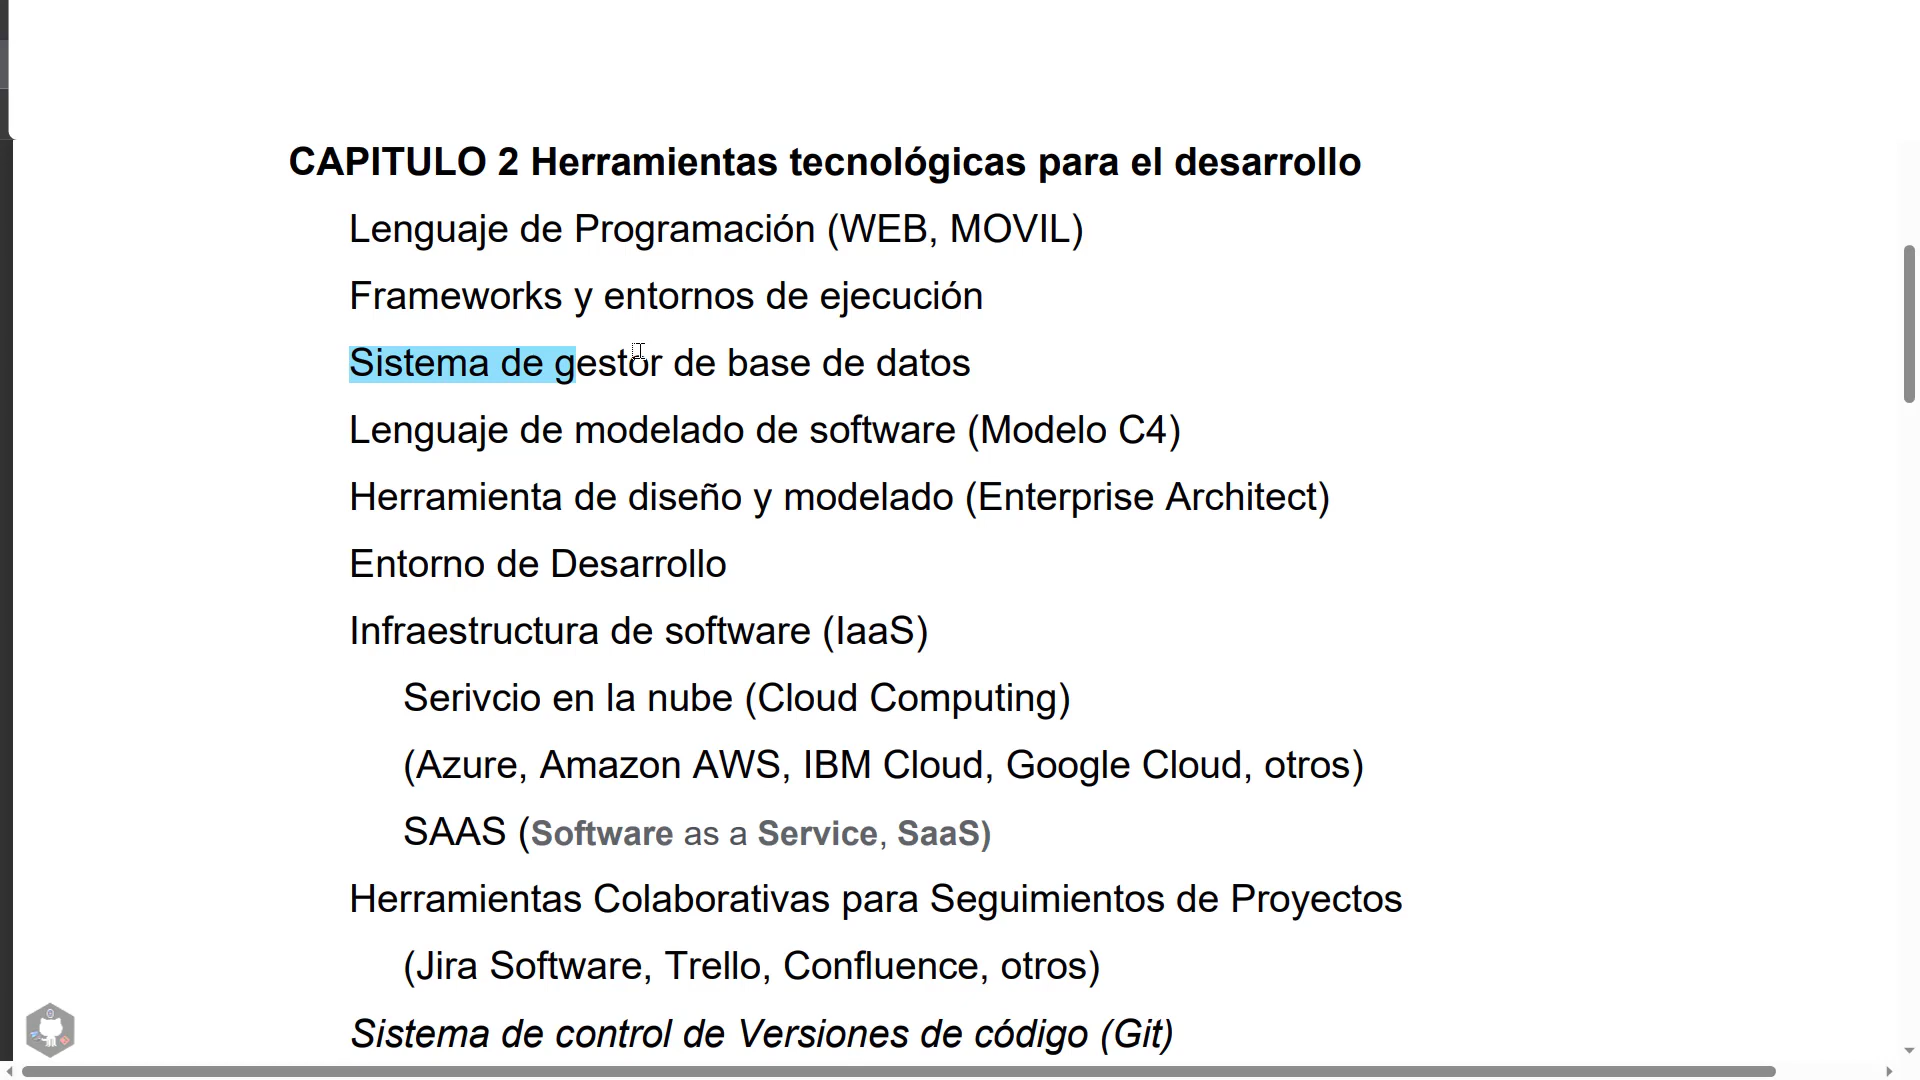 CAPITULO 2 Herramientas tecnológicas para el desarrollo
Lenguaje de Programación (WEB, MOVIL)
Frameworks y entornos de ejecución
Sistema de gestor de base de datos
Lenguaje de modelado de software (Modelo C4)
Herramienta de diseño y modelado (Enterprise Architect)
Entorno de Desarrollo
Infraestructura de software (IaaS)
Serivcio en la nube (Cloud Computing)
(Azure, Amazon AWS, IBM Cloud, Google Cloud, otros)
SAAS (Software as a Service, SaaS)
Herramientas Colaborativas para Seguimientos de Proyectos
(Jira Software, Trello, Confluence, otros)
Sistema de control de Versiones de código (Git)